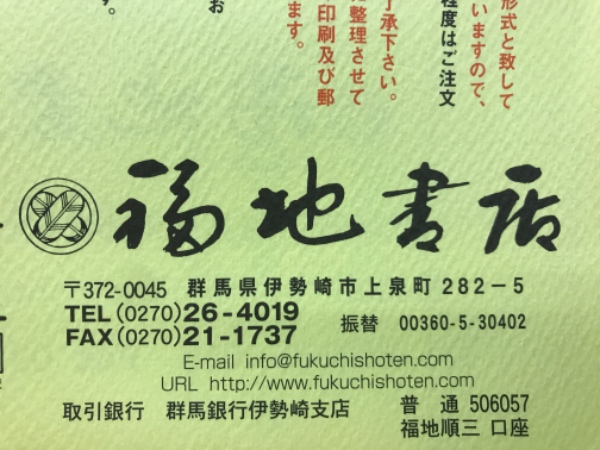 形式と致して
いますので、
程度はご注文
了承下さい。
整理させて
印刷及び郵
ます。
お
す。
福地書店
〒372-0045 群馬県伊勢崎市上泉町282-5
TEL(0270)26-4019
FAX(0270)21-1737
振替 00360-5-30402
E-mail info@fukuchishoten.com
URL http://www.fukuchishoten.com
取引銀行 群馬銀行伊勢崎支店 普通 506057
福地順三 口座